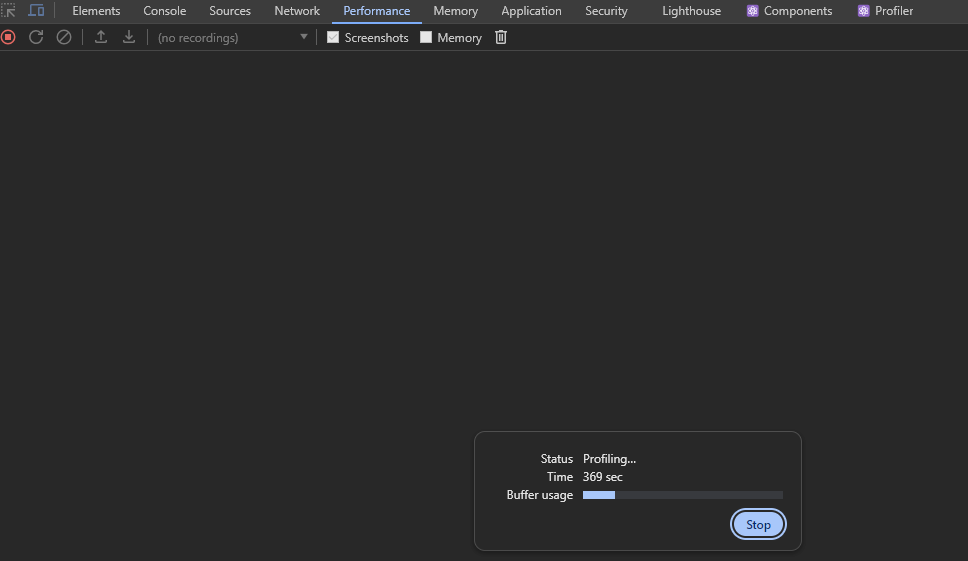 Elements Console Sources Network Performance Memory Application Security Lighthouse Components Profiler
(no recordings) Screenshots Memory
Status Profiling...
Time 369 sec
Buffer usage
Stop